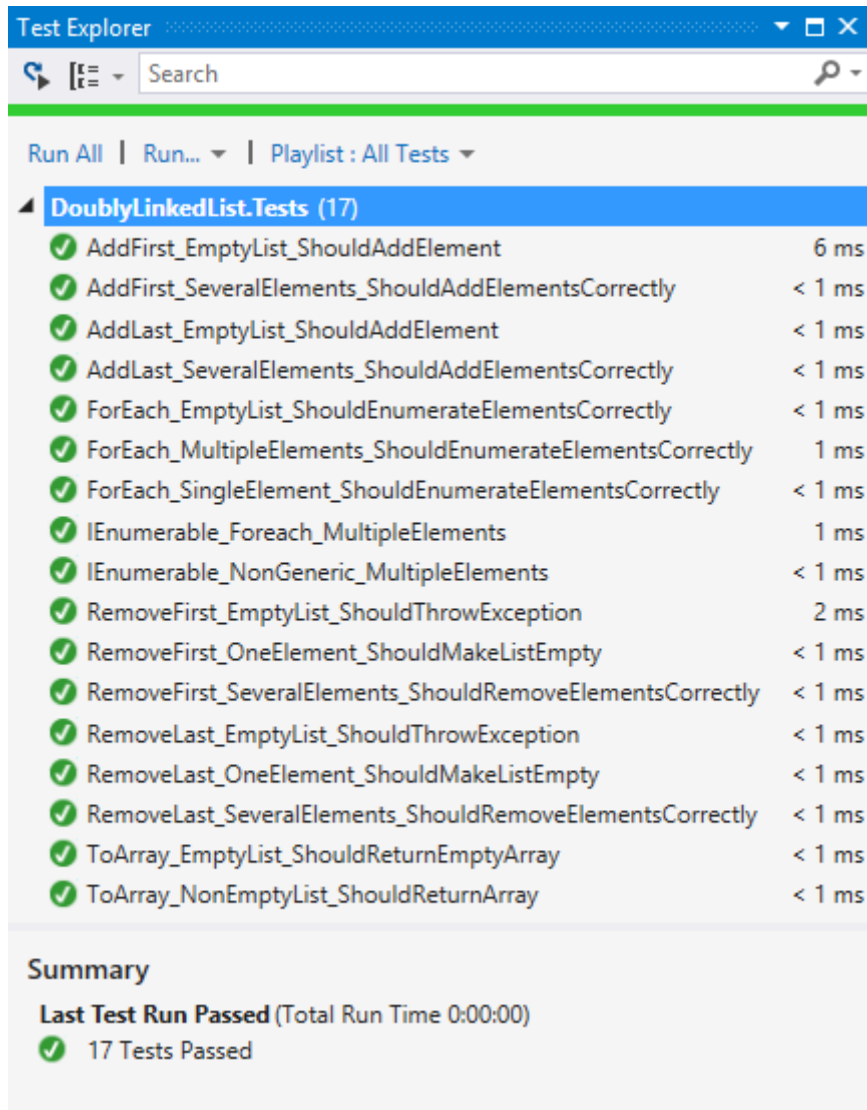 Test Explorer
Search
Run All | Run... | Playlist : All Tests
DoublyLinkedList.Tests (17)
AddFirst_EmptyList_ShouldAddElement 6 ms
AddFirst_SeveralElements_ShouldAddElementsCorrectly < 1 ms
AddLast_EmptyList_ShouldAddElement < 1 ms
AddLast_SeveralElements_ShouldAddElementsCorrectly < 1 ms
ForEach_EmptyList_ShouldEnumerateElementsCorrectly < 1 ms
ForEach_MultipleElements_ShouldEnumerateElementsCorrectly 1 ms
ForEach_SingleElement_ShouldEnumerateElementsCorrectly < 1 ms
IEnumerable_Foreach_MultipleElements 1 ms
IEnumerable_NonGeneric_MultipleElements < 1 ms
RemoveFirst_EmptyList_ShouldThrowException 2 ms
RemoveFirst_OneElement_ShouldMakeListEmpty < 1 ms
RemoveFirst_SeveralElements_ShouldRemoveElementsCorrectly < 1 ms
RemoveLast_EmptyList_ShouldThrowException < 1 ms
RemoveLast_OneElement_ShouldMakeListEmpty < 1 ms
RemoveLast_SeveralElements_ShouldRemoveElementsCorrectly < 1 ms
ToArray_EmptyList_ShouldReturnEmptyArray < 1 ms
ToArray_NonEmptyList_ShouldReturnArray < 1 ms
Summary
Last Test Run Passed (Total Run Time 0:00:00)
17 Tests Passed